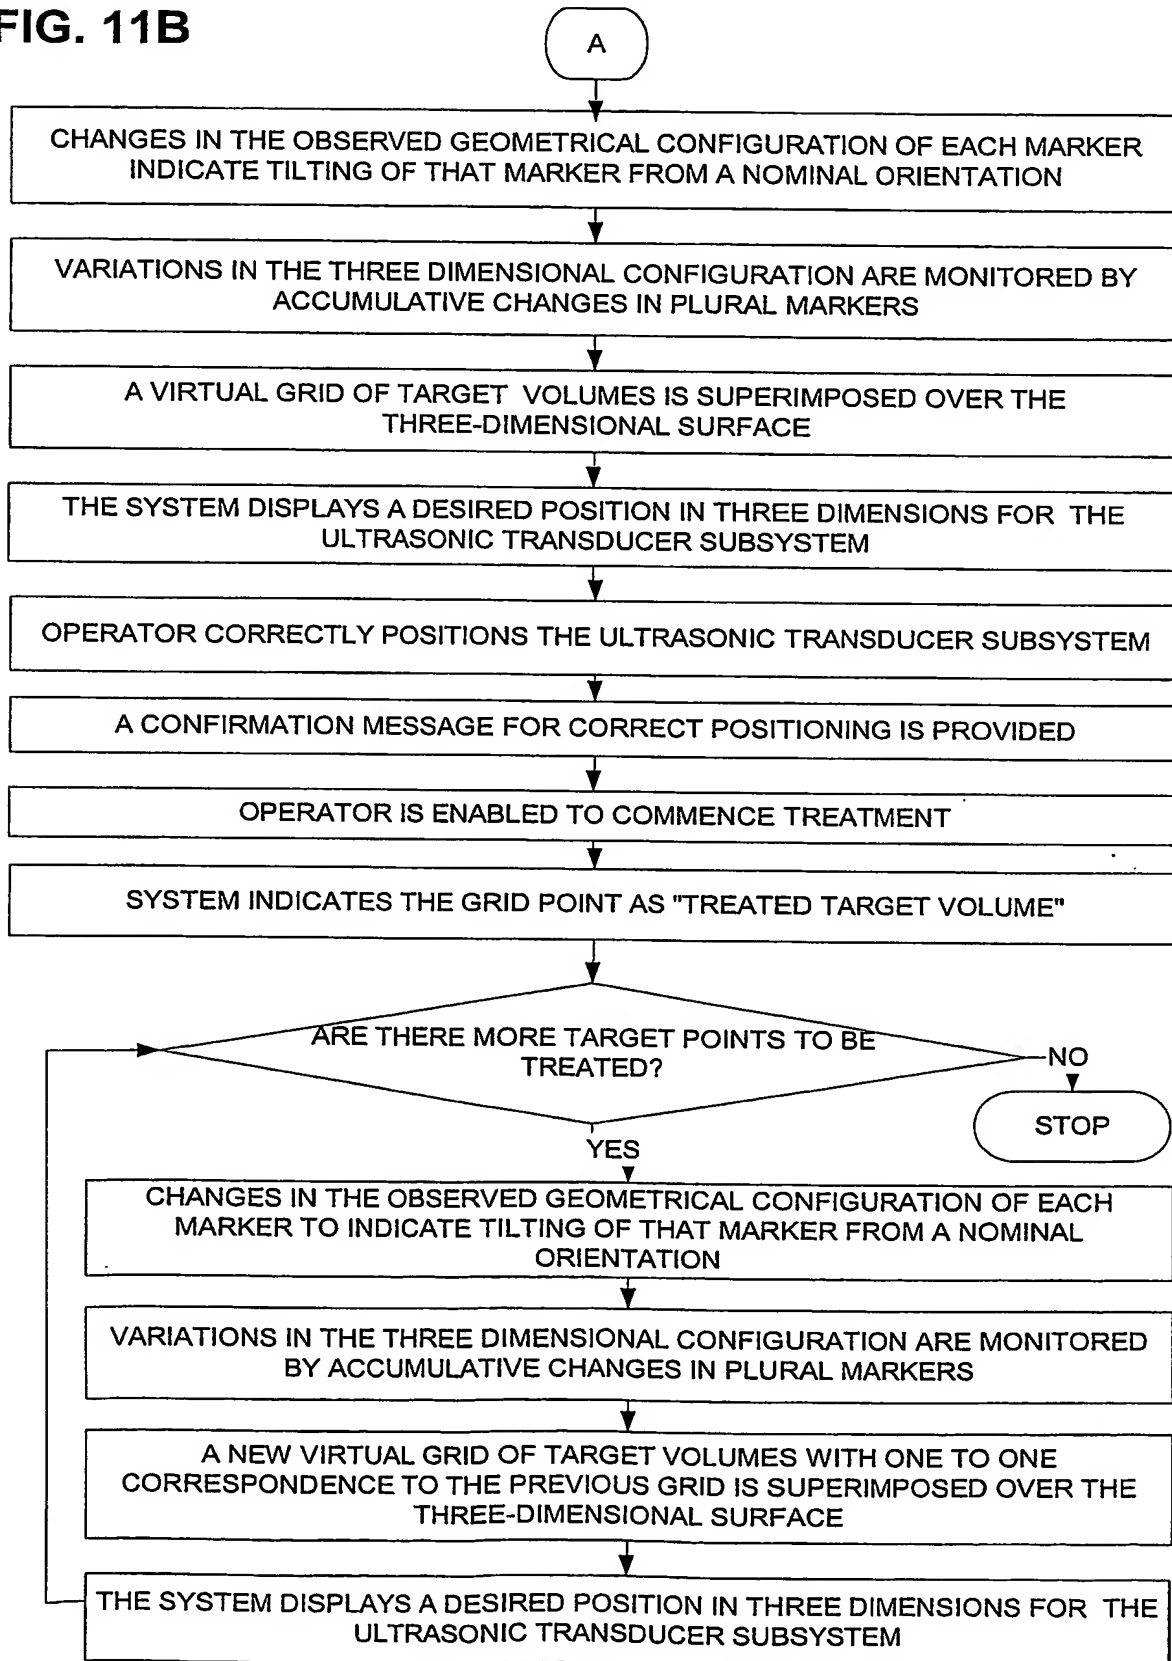 FIG. 11B
A
CHANGES IN THE OBSERVED GEOMETRICAL CONFIGURATION OF EACH MARKER
INDICATE TILTING OF THAT MARKER FROM A NOMINAL ORIENTATION
VARIATIONS IN THE THREE DIMENSIONAL CONFIGURATION ARE MONITORED BY
ACCUMULATIVE CHANGES IN PLURAL MARKERS
A VIRTUAL GRID OF TARGET VOLUMES IS SUPERIMPOSED OVER THE
THREE-DIMENSIONAL SURFACE
THE SYSTEM DISPLAYS A DESIRED POSITION IN THREE DIMENSIONS FOR THE
ULTRASONIC TRANSDUCER SUBSYSTEM
OPERATOR CORRECTLY POSITIONS THE ULTRASONIC TRANSDUCER SUBSYSTEM
A CONFIRMATION MESSAGE FOR CORRECT POSITIONING IS PROVIDED
OPERATOR IS ENABLED TO COMMENCE TREATMENT
SYSTEM INDICATES THE GRID POINT AS "TREATED TARGET VOLUME"
ARE THERE MORE TARGET POINTS TO BE
TREATED?
NO
STOP
YES
CHANGES IN THE OBSERVED GEOMETRICAL CONFIGURATION OF EACH
MARKER TO INDICATE TILTING OF THAT MARKER FROM A NOMINAL
ORIENTATION
VARIATIONS IN THE THREE DIMENSIONAL CONFIGURATION ARE MONITORED
BY ACCUMULATIVE CHANGES IN PLURAL MARKERS
A NEW VIRTUAL GRID OF TARGET VOLUMES WITH ONE TO ONE
CORRESPONDENCE TO THE PREVIOUS GRID IS SUPERIMPOSED OVER THE
THREE-DIMENSIONAL SURFACE
THE SYSTEM DISPLAYS A DESIRED POSITION IN THREE DIMENSIONS FOR THE
ULTRASONIC TRANSDUCER SUBSYSTEM